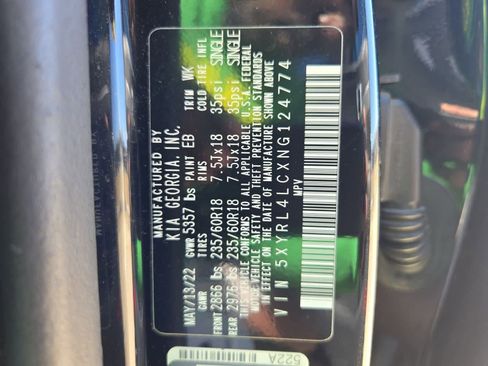 MANUFACTURED BY
KIA GEORGIA, INC.
MAY/13/22 GVWR 5357 lbs PAINT EB TRIM WK
GAWR TIRES RIMS COLD TIRE INFL
FRONT 2866 lbs 235/60R18 7.5Jx18 35psi SINGLE
REAR 2976 lbs 235/60R18 7.5Jx18 35psi SINGLE
THIS VEHICLE CONFORMS TO ALL APPLICABLE U.S.A. FEDERAL
MOTOR VEHICLE SAFETY AND THEFT PREVENTION STANDARDS
IN EFFECT ON THE DATE OF MANUFACTURE SHOWN ABOVE.
VIN 5XYRL4LCXNG124774
MPV
522A